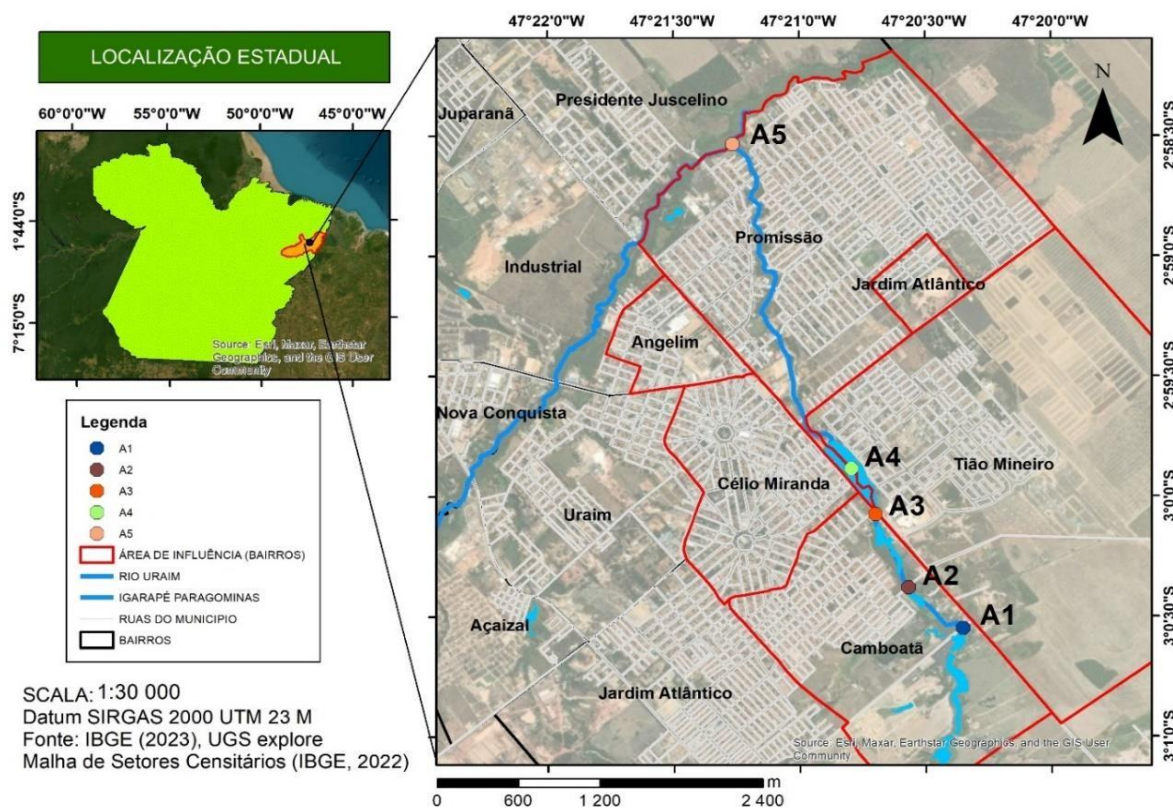 LOCALIZAÇÃO ESTADUAL
60°0'0"W 55°0'0"W 50°0'0"W 45°0'0"W
1°44'0"S
7°15'0"S
Source: Esri, Maxar, Earthstar
Geographics, and the GIS User
Community
Legenda
A1
A2
A3
A4
A5
ÁREA DE INFLUÊNCIA (BAIRROS)
RIO URAIM
IGARAPÉ PARAGOMINAS
RUAS DO MUNICIPIO
BAIRROS
SCALA: 1:30 000
Datum SIRGAS 2000 UTM 23 M
Fonte: IBGE (2023), UGS explore
Malha de Setores Censitários (IBGE, 2022)
47°22'0"W 47°21'30"W 47°21'0"W 47°20'30"W 47°20'0"W
N
Presidente Juscelino
Juparanã
A5
2°58'30"S
Promissão
Industrial
2°59'0"S
Jardim Atlântico
Angelim
2°59'30"S
Nova Conquista
A4
Tião Mineiro
Célio Miranda
3°0'0"S
A3
Uraim
A2
A1
3°0'30"S
Açaizal
Camboatã
Jardim Atlântico
3°1'0"S
Source: Esri, Maxar, Earthstar Geographics, and the GIS User
Community
m
0 600 1 200 2 400